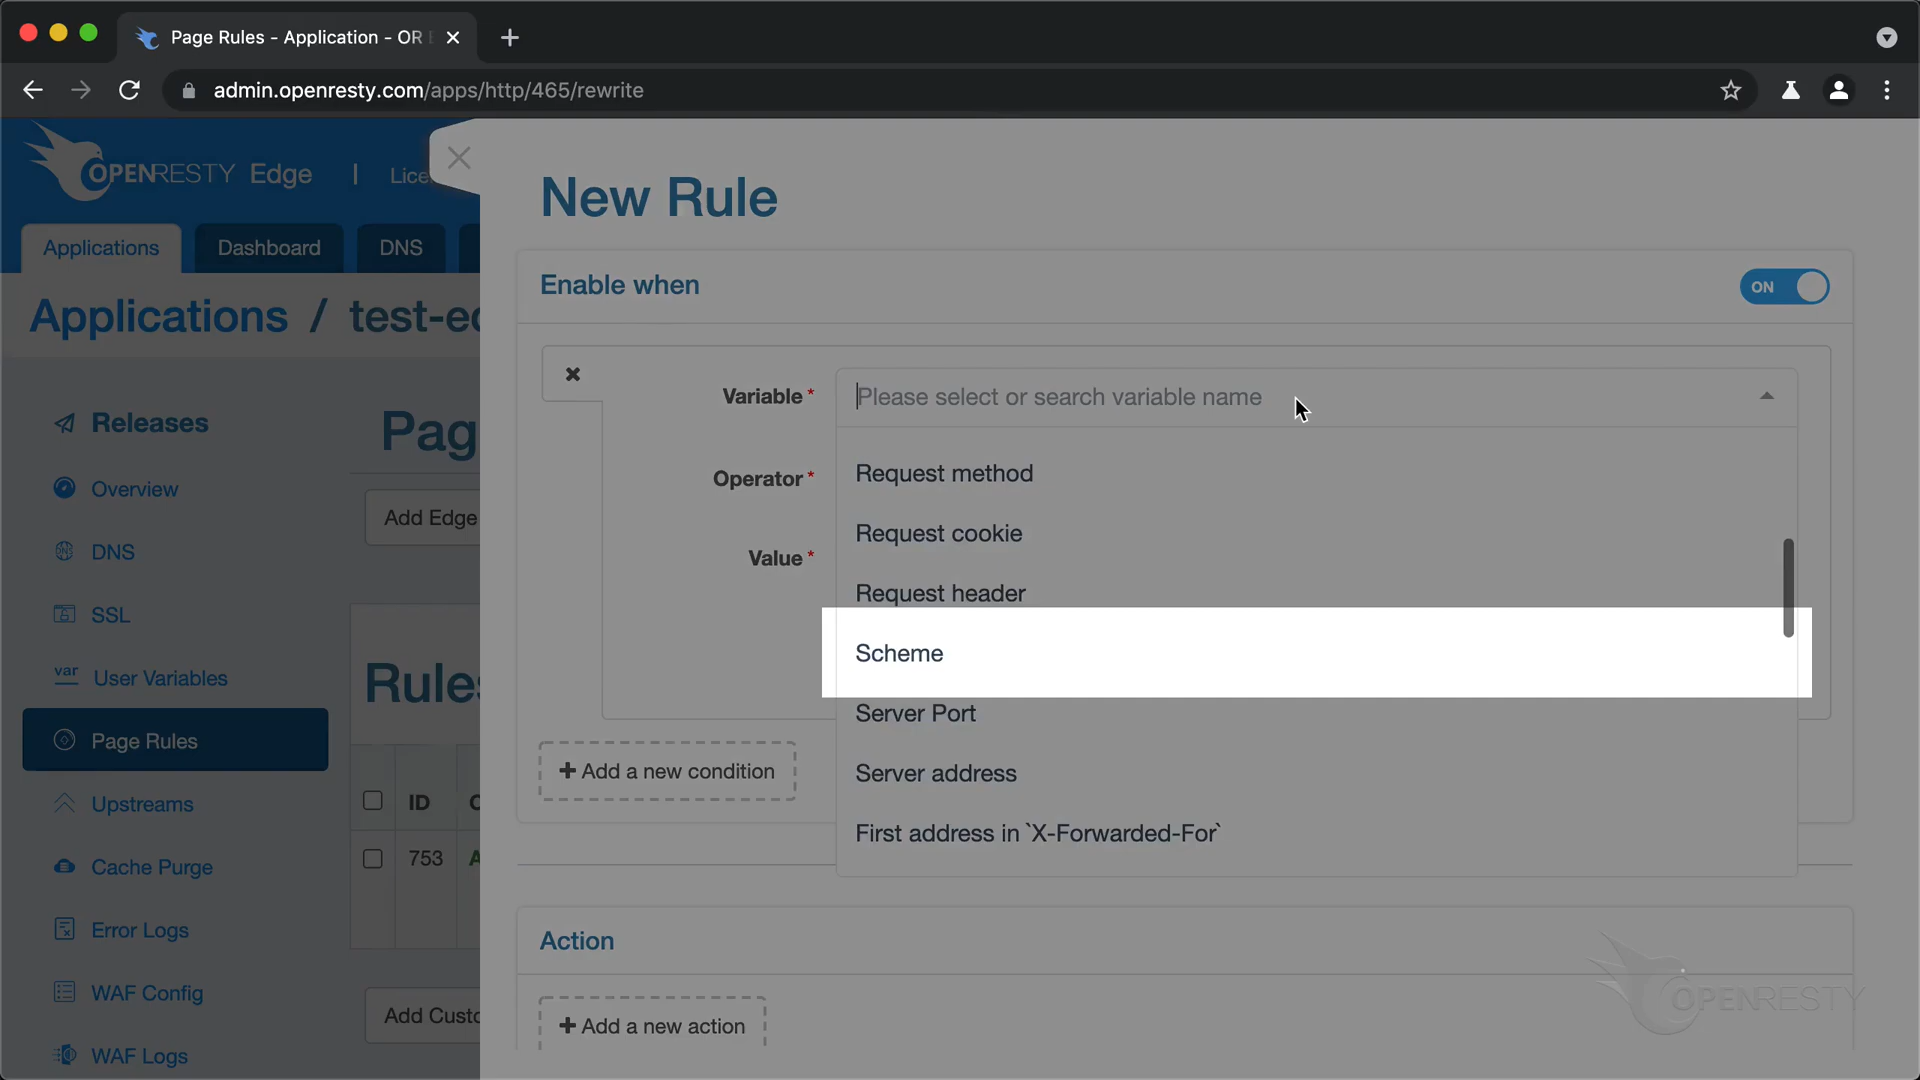 Page Rules - Application - OR
admin.openresty.com/apps/http/465/rewrite
OPENRESTY Edge | Lice
Applications Dashboard DNS
Applications / test-ed
Releases
Overview
DNS
SSL
var User Variables
Page Rules
Upstreams
Cache Purge
Error Logs
WAF Config
WAF Logs
Pag
Add Edge
Rules
ID
753
Add Custo
New Rule
Enable when
ON
Variable * Please select or search variable name
Operator *
Value *
Request method
Request cookie
Request header
Scheme
Server Port
Server address
First address in `X-Forwarded-For`
+ Add a new condition
Action
+ Add a new action
OPENRESTY